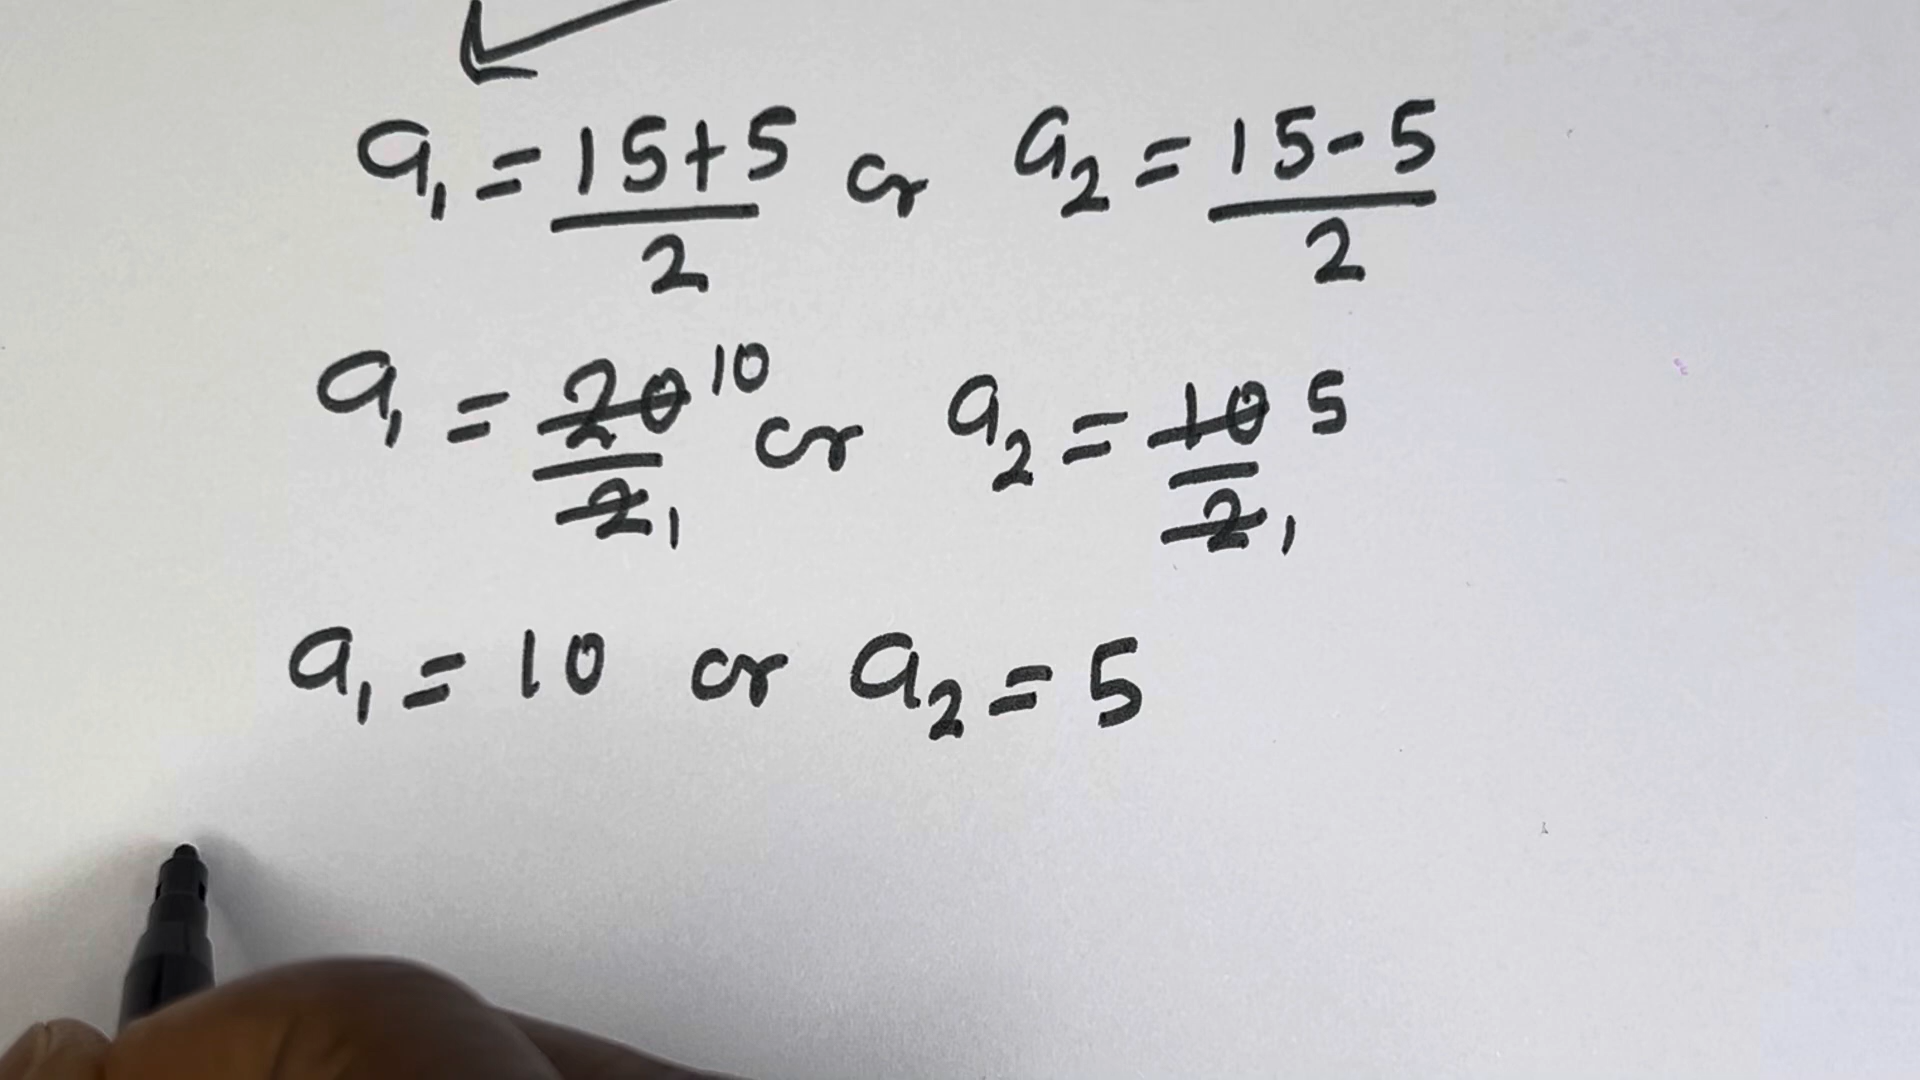 a₁ = 15+5 or a₂ = 15-5
2 2
a₁ = 20 10 or a₂ = 10 5
2 1 2 1
a₁ = 10 or a₂ = 5